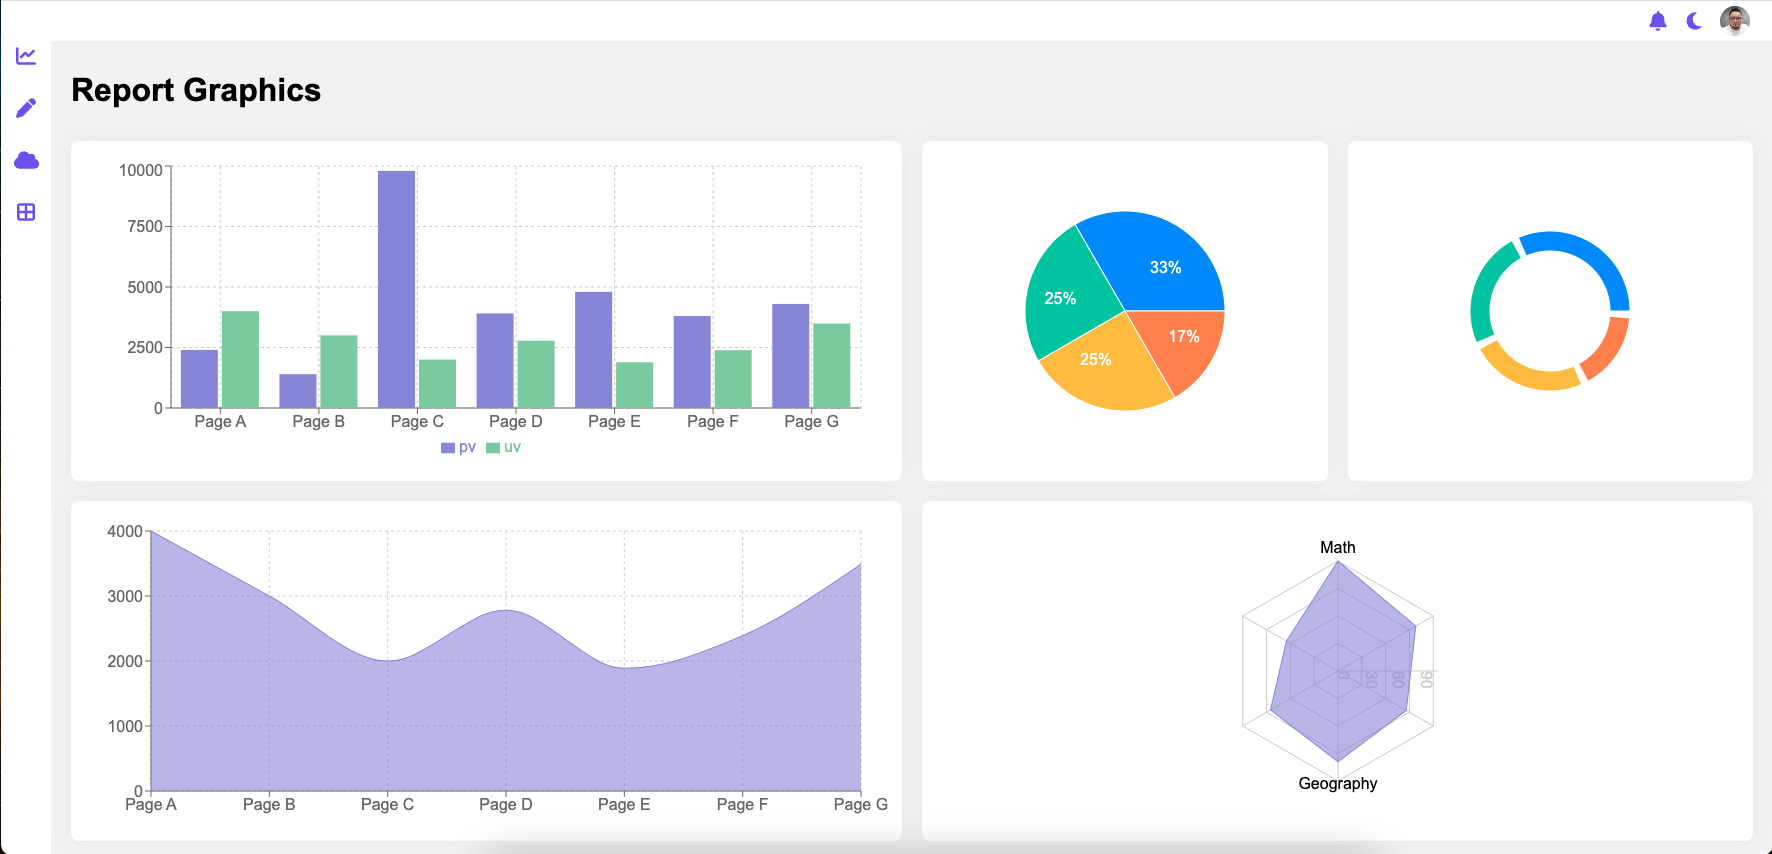 Report Graphics
10000
7500
5000
2500
0
Page A Page B Page C Page D Page E Page F Page G
pv uv
33%
25%
25%
17%
4000
3000
2000
1000
0
Page A Page B Page C Page D Page E Page F Page G
Math
0 30 60 90
Geography